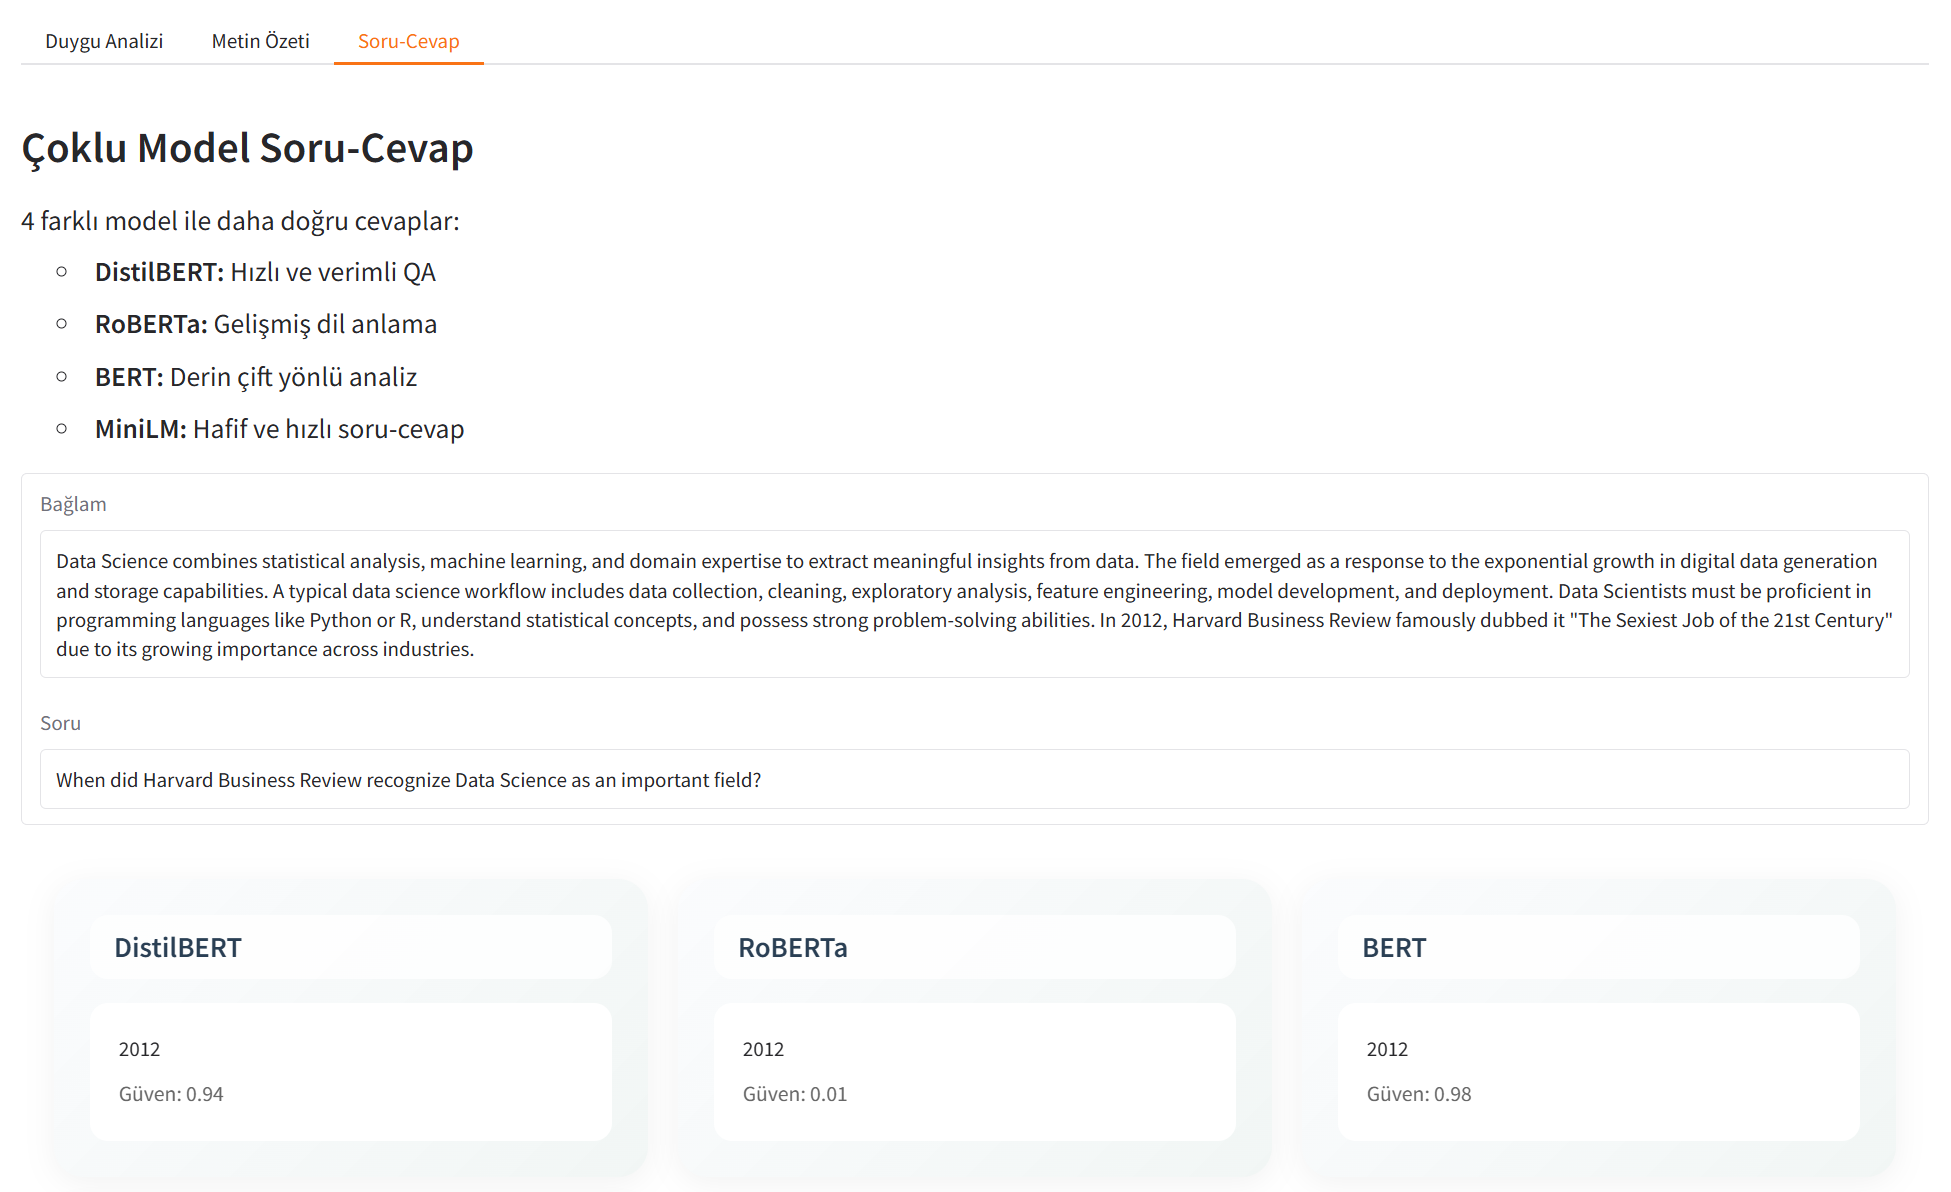 Duygu Analizi
Metin Özeti
Soru-Cevap
Çoklu Model Soru-Cevap
4 farklı model ile daha doğru cevaplar:
DistilBERT: Hızlı ve verimli QA
RoBERTa: Gelişmiş dil anlama
BERT: Derin çift yönlü analiz
MiniLM: Hafif ve hızlı soru-cevap
Bağlam
Data Science combines statistical analysis, machine learning, and domain expertise to extract meaningful insights from data. The field emerged as a response to the exponential growth in digital data generation
and storage capabilities. A typical data science workflow includes data collection, cleaning, exploratory analysis, feature engineering, model development, and deployment. Data Scientists must be proficient in
programming languages like Python or R, understand statistical concepts, and possess strong problem-solving abilities. In 2012, Harvard Business Review famously dubbed it "The Sexiest Job of the 21st Century"
due to its growing importance across industries.
Soru
When did Harvard Business Review recognize Data Science as an important field?
DistilBERT
2012
Güven: 0.94
RoBERTa
2012
Güven: 0.01
BERT
2012
Güven: 0.98